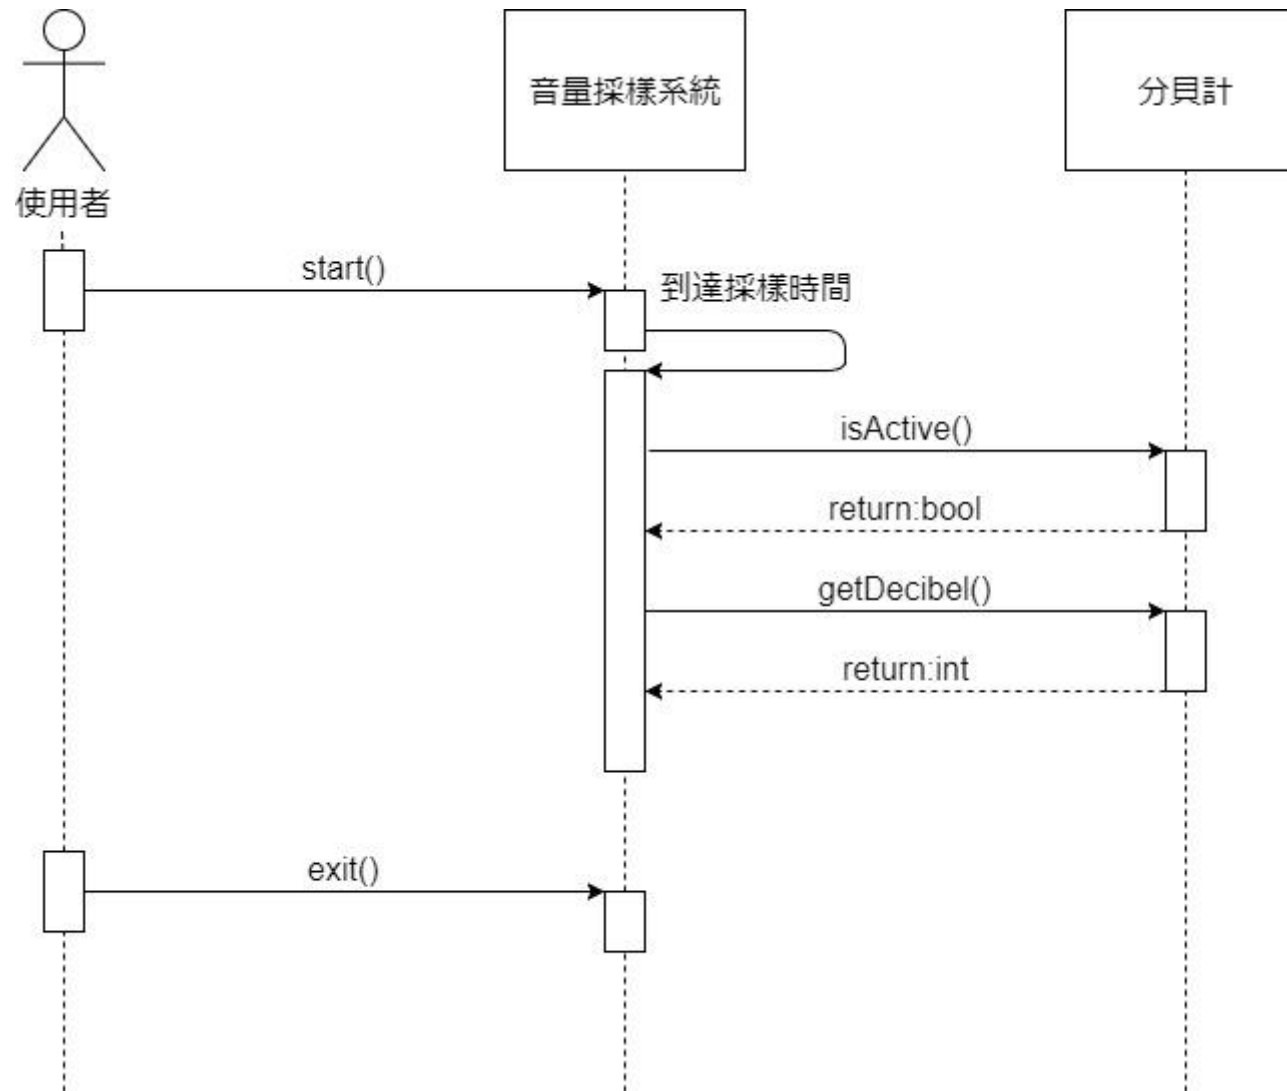 音量採樣系統
分貝計
使用者
start()
到達採樣時間
isActive()
return:bool
getDecibel()
return:int
exit()